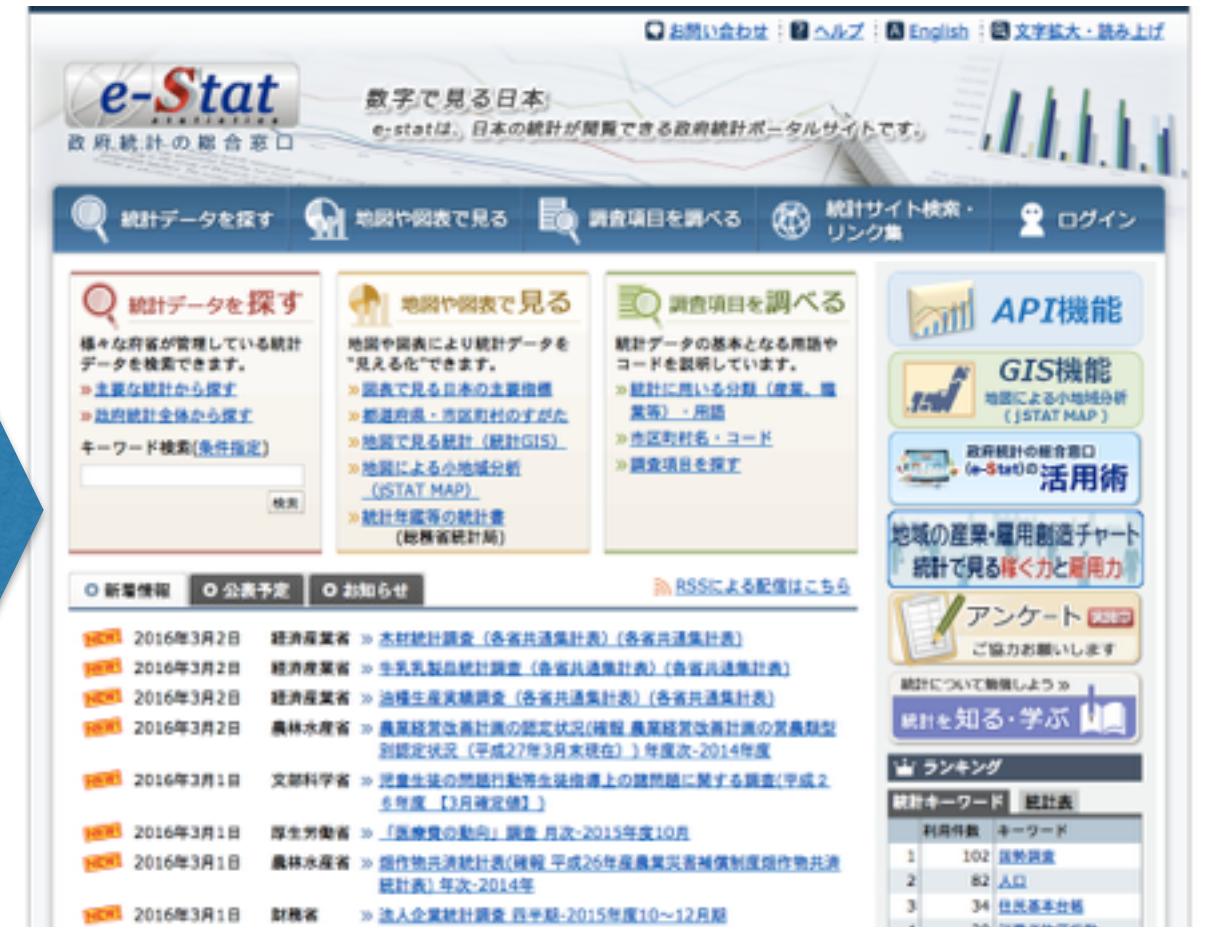 お問い合わせ ヘルプ English 文字拡大・読み上げ
e-Stat
statistics
政府統計の総合窓口
数字で見る日本
e-statは、日本の統計が閲覧できる政府統計ポータルサイトです。
統計データを探す 地図や図表で見る 調査項目を調べる 統計サイト検索・リンク集 ログイン
統計データを探す
様々な府省が管理している統計
データを検索できます。
»主要な統計から探す
»政府統計全体から探す
キーワード検索(条件指定)
検索
地図や図表で見る
地図や図表により統計データを
"見える化"できます。
»図表で見る日本の主要指標
»都道府県・市区町村のすがた
»地図で見る統計（統計GIS）
»地図による小地域分析
（jSTAT MAP）
»統計年鑑等の統計書
(総務省統計局)
調査項目を調べる
統計データの基本となる用語や
コードを説明しています。
»統計に用いる分類（産業、職
業等）・用語
»市区町村名・コード
»調査項目を探す
API機能
GIS機能
地図による小地域分析
(jSTAT MAP)
政府統計の総合窓口
(e-Stat)の活用術
地域の産業・雇用創造チャート
統計で見る稼ぐ力と雇用力
アンケート 実施中
ご協力お願いします
統計について勉強しよう»
統計を知る・学ぶ
新着情報 公表予定 お知らせ RSSによる配信はこちら
NEW! 2016年3月2日 経済産業省 » 木材統計調査（各省共通集計表）(各省共通集計表)
NEW! 2016年3月2日 経済産業省 » 牛乳乳製品統計調査（各省共通集計表）(各省共通集計表)
NEW! 2016年3月2日 経済産業省 » 油糧生産実績調査（各省共通集計表）(各省共通集計表)
NEW! 2016年3月2日 農林水産省 » 農業経営改善計画の認定状況(確報 農業経営改善計画の営農類型
別認定状況（平成27年3月末現在）) 年度次-2014年度
NEW! 2016年3月1日 文部科学省 » 児童生徒の問題行動等生徒指導上の諸問題に関する調査(平成２
６年度 【3月確定値】)
NEW! 2016年3月1日 厚生労働省 » 「医療費の動向」調査 月次-2015年度10月
NEW! 2016年3月1日 農林水産省 » 畑作物共済統計表(確報 平成26年産農業災害補償制度畑作物共済
統計表) 年次-2014年
NEW! 2016年3月1日 財務省 » 法人企業統計調査 四半期-2015年度10～12月期
ランキング
統計キーワード 統計表
利用件数 キーワード
1 102 国勢調査
2 82 人口
3 34 住民基本台帳